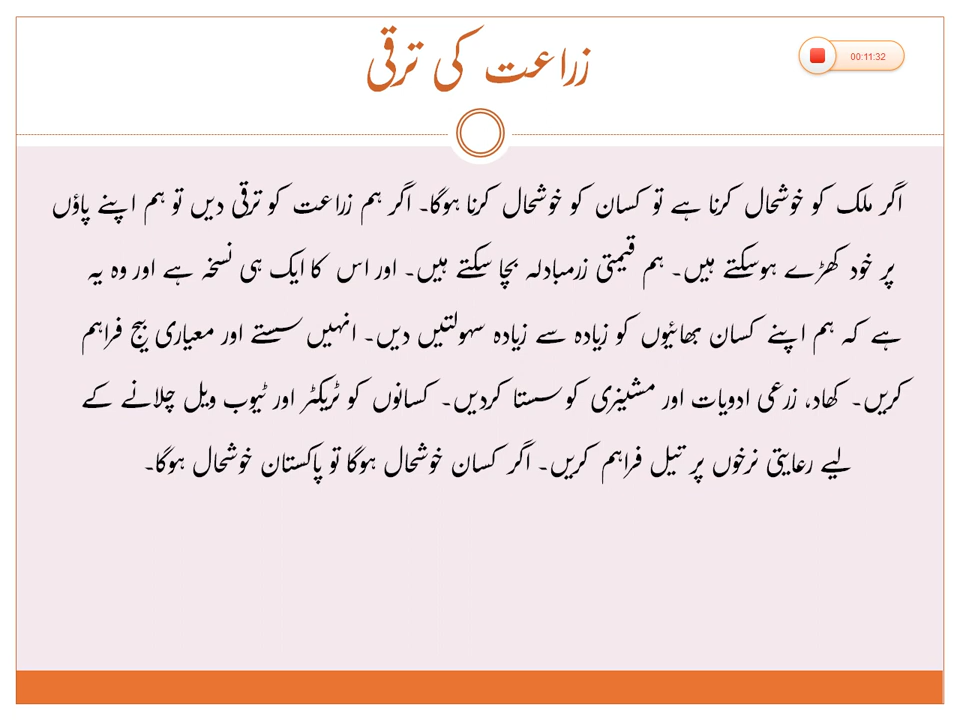 زراعت کی ترقی
00:11:32
اگر ملک کو خوشحال کرنا ہے تو کسان کو خوشحال کرنا ہوگا۔ اگر ہم زراعت کو ترقی دیں تو ہم اپنے پاؤں
پر خود کھڑے ہوسکتے ہیں۔ ہم قیمتی زرمبادلہ بچا سکتے ہیں۔ اور اس کا ایک ہی نسخہ ہے اور وہ یہ
ہے کہ ہم اپنے کسان بھائیوں کو زیادہ سے زیادہ سہولتیں دیں۔ انہیں سستے اور معیاری بیج فراہم
کریں۔ کھاد، زرعی ادویات اور مشینری کو سستا کردیں۔ کسانوں کو ٹریکٹر اور ٹیوب ویل چلانے کے
لیے رعایتی نرخوں پر تیل فراہم کریں۔ اگر کسان خوشحال ہوگا تو پاکستان خوشحال ہوگا۔